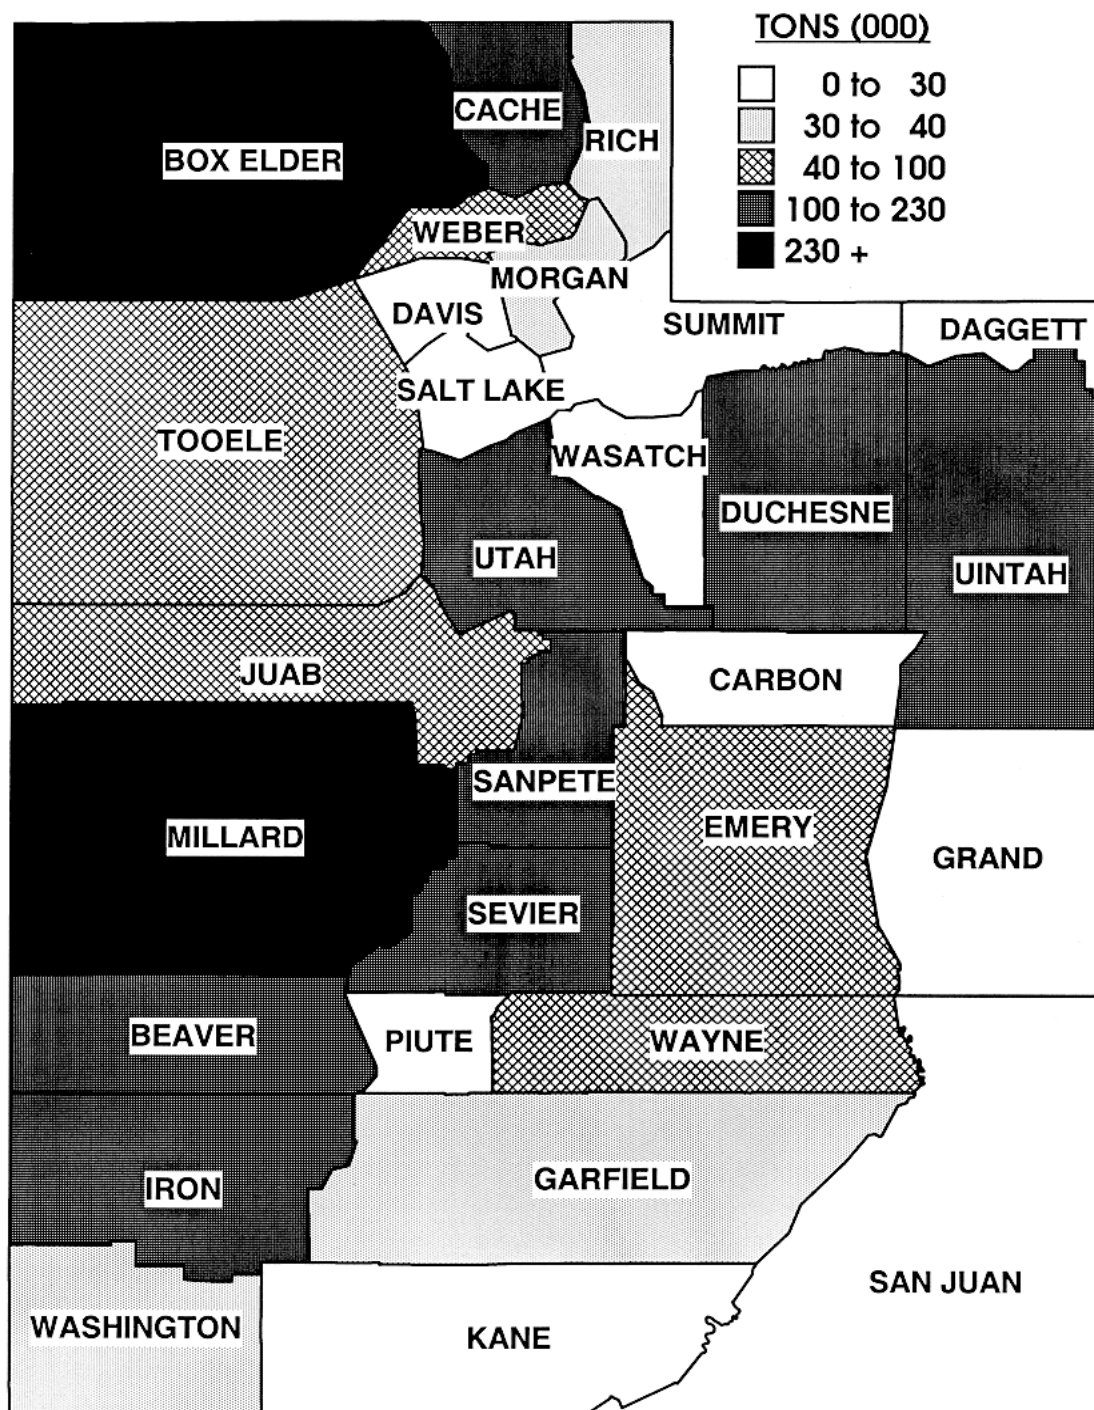 TONS (000)
0 to 30
30 to 40
40 to 100
100 to 230
230 +
CACHE
RICH
BOX ELDER
WEBER
MORGAN
DAVIS
SUMMIT
DAGGETT
SALT LAKE
TOOELE
WASATCH
DUCHESNE
UTAH
UINTAH
JUAB
CARBON
SANPETE
MILLARD
EMERY
GRAND
SEVIER
BEAVER
PIUTE
WAYNE
IRON
GARFIELD
SAN JUAN
WASHINGTON
KANE